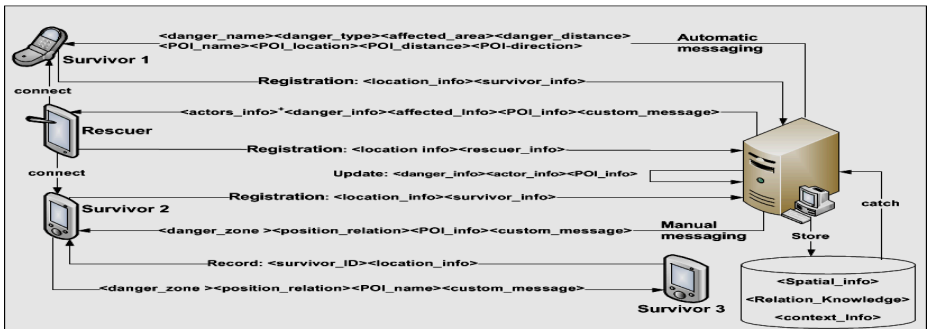 <danger_name><danger_type><affected_area><danger_distance>
<POI_name><POI_location><POI_distance><POI-direction>
Automatic
messaging
Survivor 1
Registration: <location_info><survivor_info>
connect
<actors_info>*<danger_info><affected_Info><POI_info><custom_message>
Rescuer
Registration: <location info><rescuer_info>
connect
Update: <danger_info><actor_info><POI_info>
Registration: <location_info><survivor_info>
catch
Survivor 2
<danger_zone ><position_relation><POI_info><custom_message>
Manual
messaging
Store
Record: <survivor_ID><location_info>
<danger_zone ><position_relation><POI_name><custom_message>
Survivor 3
<Spatial_info>
<Relation_Knowledge>
<context_Info>